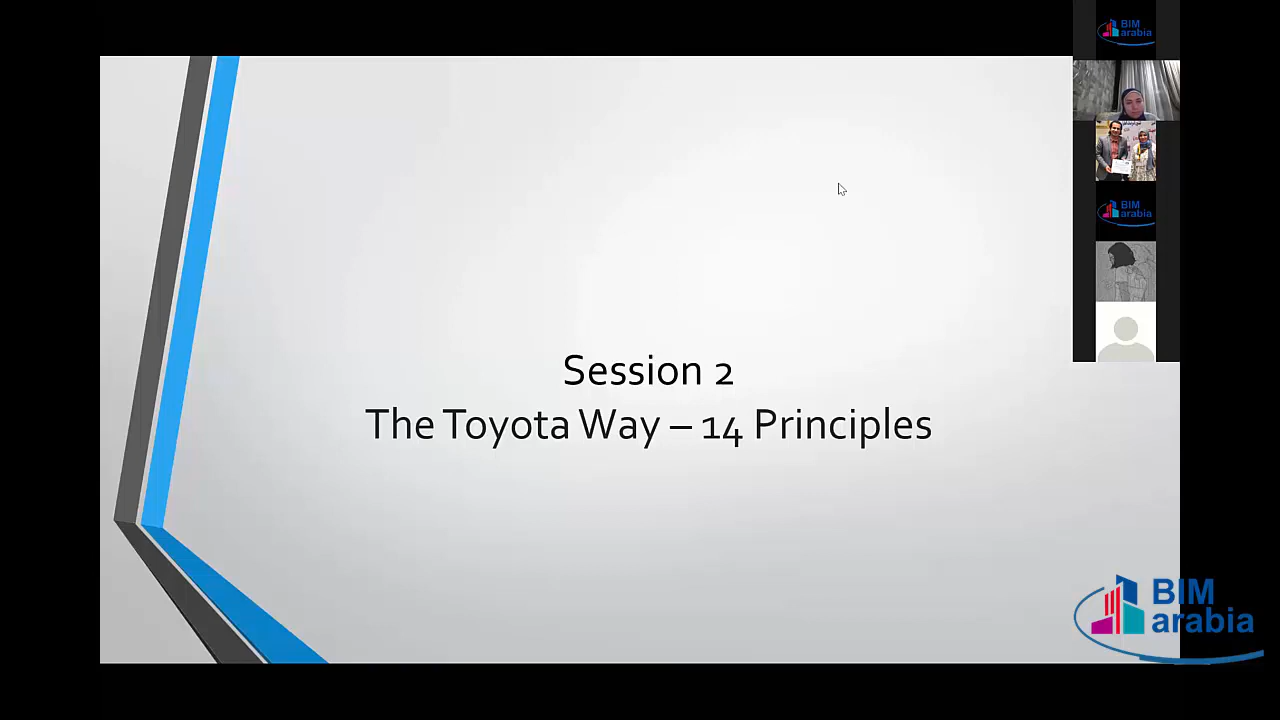 BIM
arabia
BIM
arabia
Session 2
The Toyota Way – 14 Principles
BIM
arabia